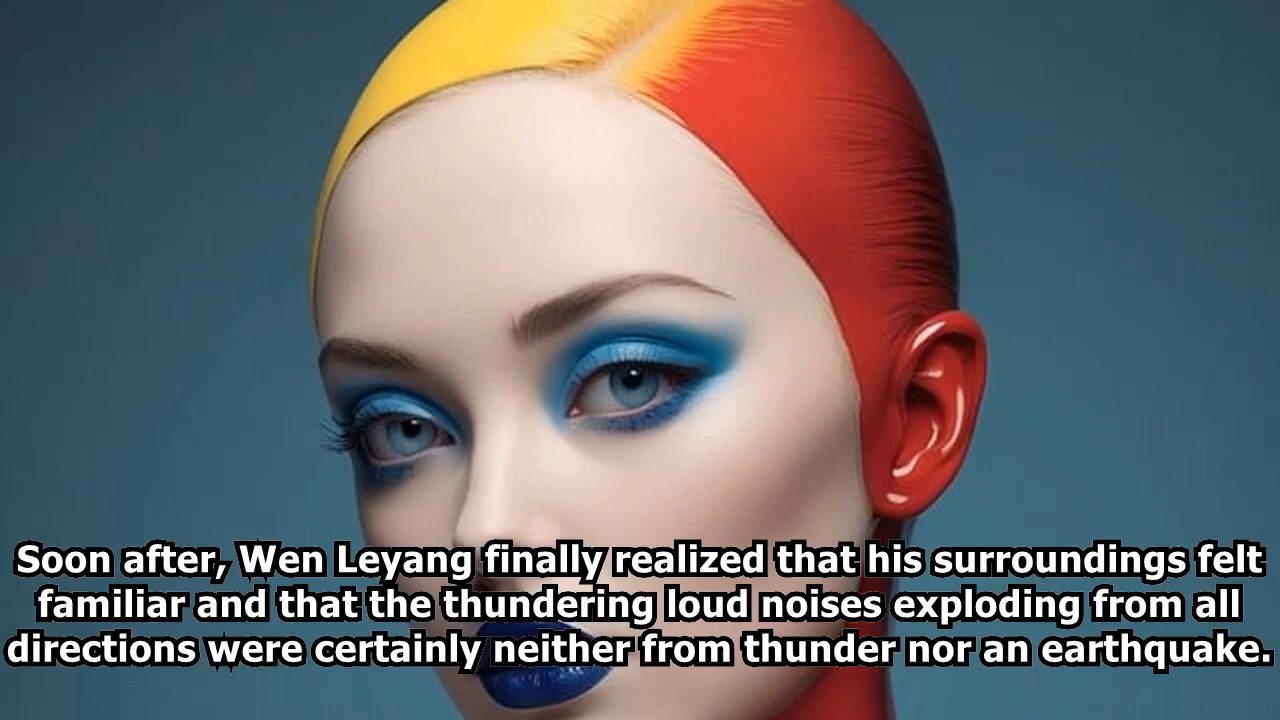 Soon after, Wen Leyang finally realized that his surroundings felt
familiar and that the thundering loud noises exploding from all
directions were certainly neither from thunder nor an earthquake.